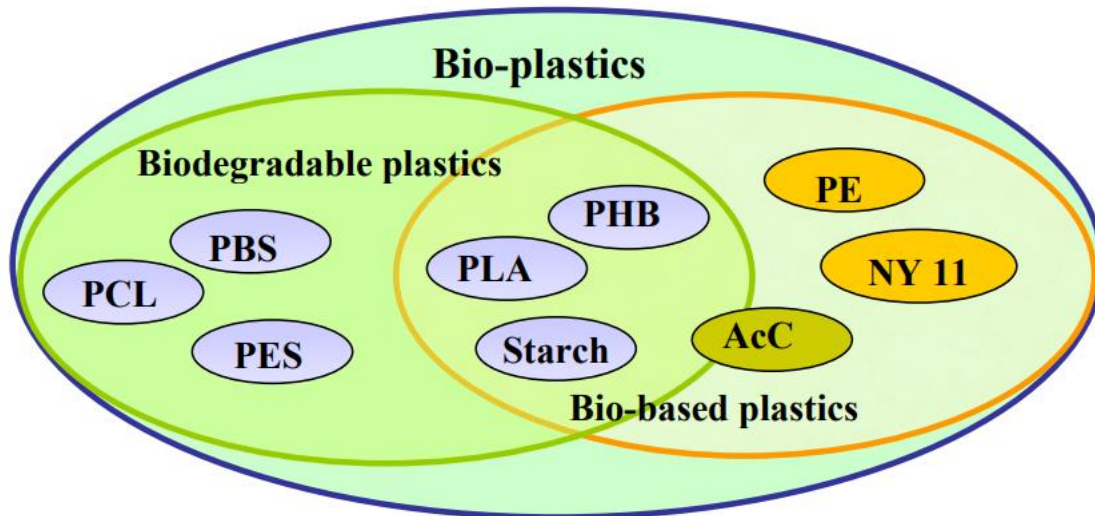 Bio-plastics
Biodegradable plastics
PBS
PCL
PES
PHB
PLA
Starch
PE
NY 11
AcC
Bio-based plastics